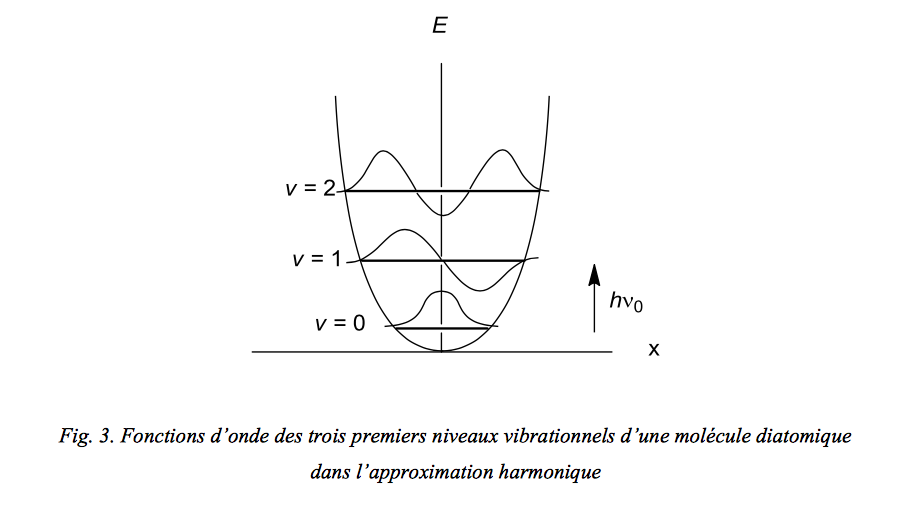 E
v = 2
v = 1
hν₀
v = 0
x
Fig. 3. Fonctions d'onde des trois premiers niveaux vibrationnels d'une molécule diatomique
dans l'approximation harmonique